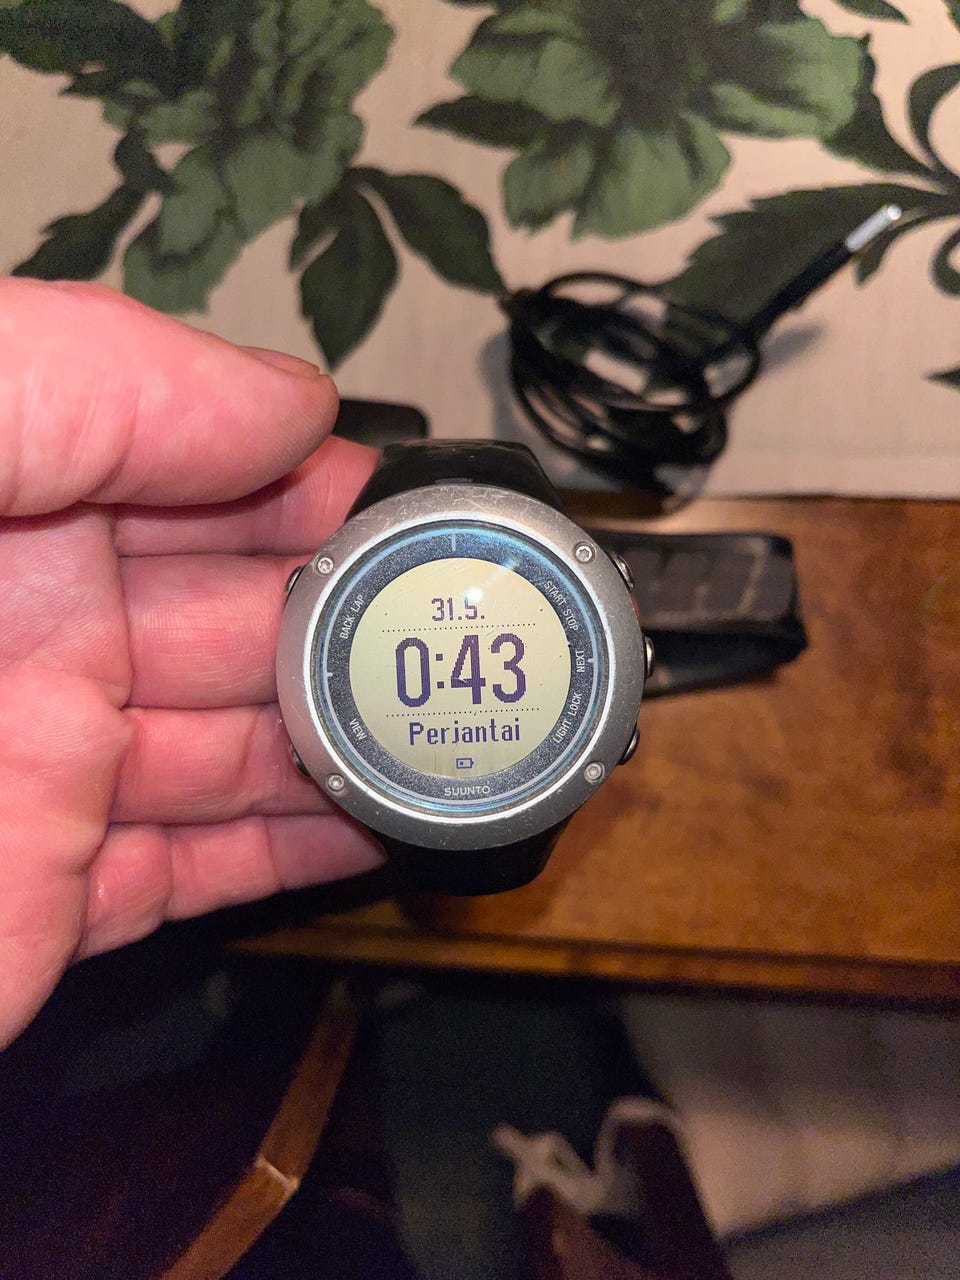 31.5.
0:43
Perjantai
BACK LAP
START STOP
NEXT
VIEW
LIGHT LOCK
SUUNTO